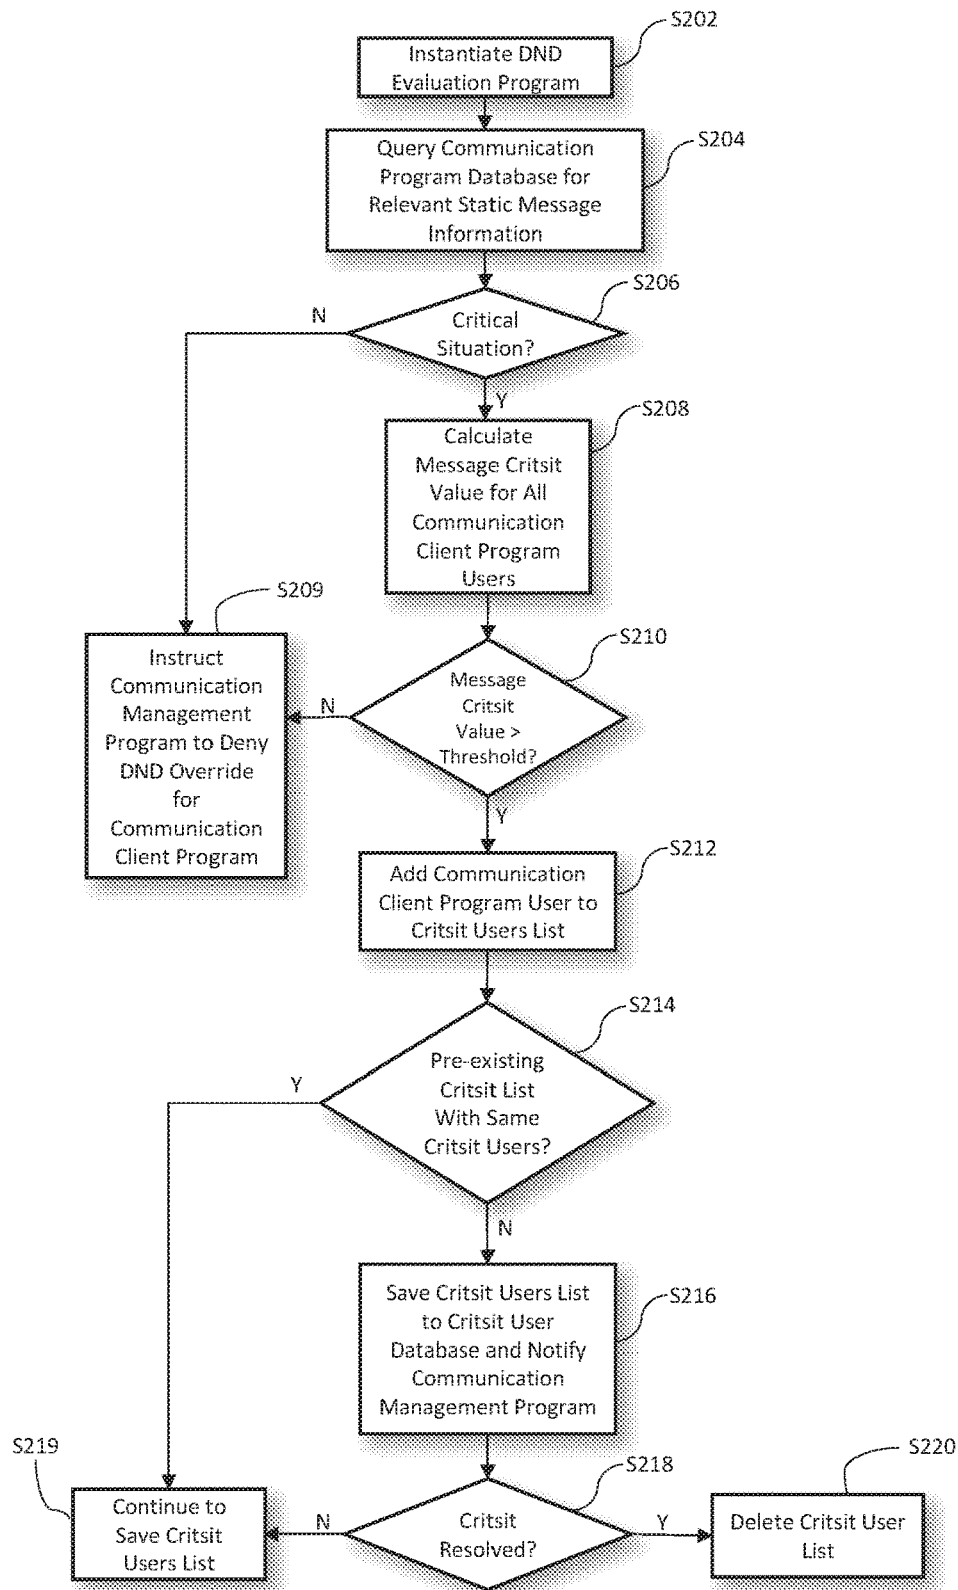 S202
Instantiate DND
Evaluation Program
S204
Query Communication
Program Database for
Relevant Static Message
Information
S206
N
Critical
Situation?
Y
S208
Calculate
Message Critsit
Value for All
Communication
Client Program
Users
S209
S210
Instruct
Communication
Management
Program to Deny
DND Override
for
Communication
Client Program
N
Message
Critsit
Value >
Threshold?
Y
S212
Add Communication
Client Program User to
Critsit Users List
S214
Y
Pre-existing
Critsit List
With Same
Critsit Users?
N
S216
Save Critsit Users List
to Critsit User
Database and Notify
Communication
Management Program
S219
S218
S220
Continue to
Save Critsit
Users List
N
Critsit
Resolved?
Y
Delete Critsit User
List